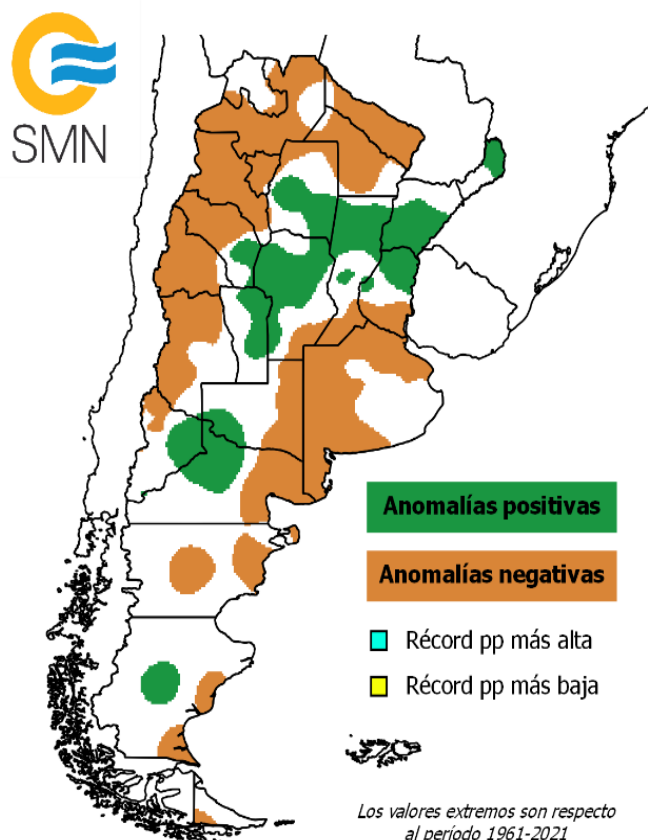 SMN
Anomalías positivas
Anomalías negativas
Récord pp más alta
Récord pp más baja
Los valores extremos son respecto
al período 1961-2021